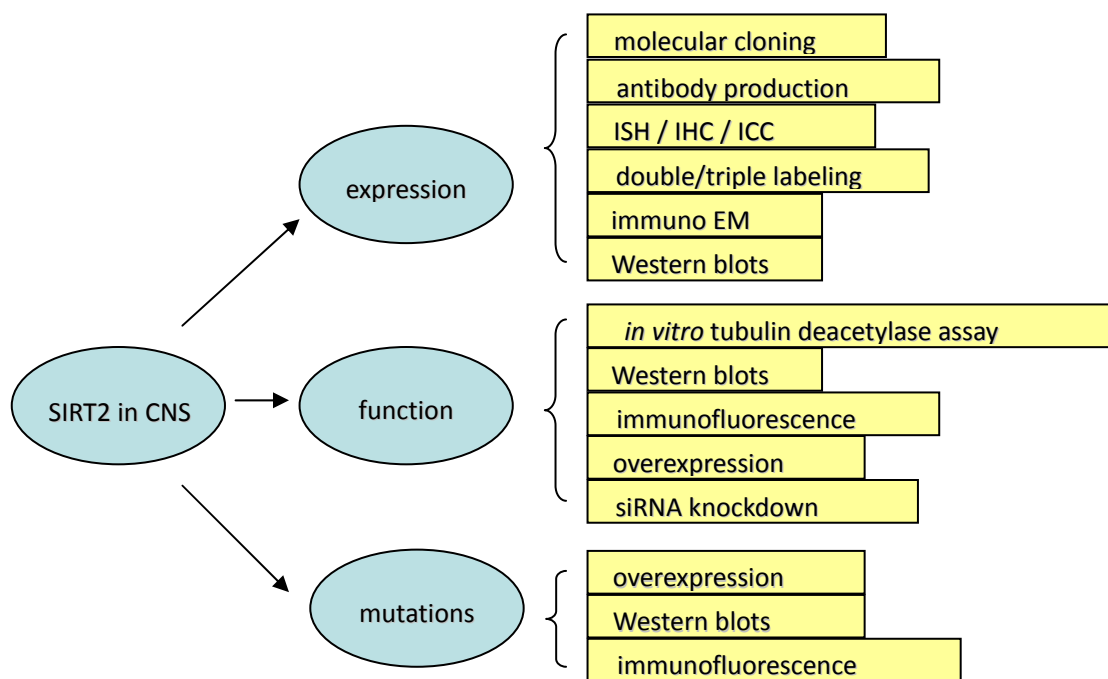 molecular cloning
antibody production
ISH / IHC / ICC
double/triple labeling
immuno EM
Western blots
expression
in vitro tubulin deacetylase assay
Western blots
immunofluorescence
overexpression
siRNA knockdown
SIRT2 in CNS
function
overexpression
Western blots
immunofluorescence
mutations